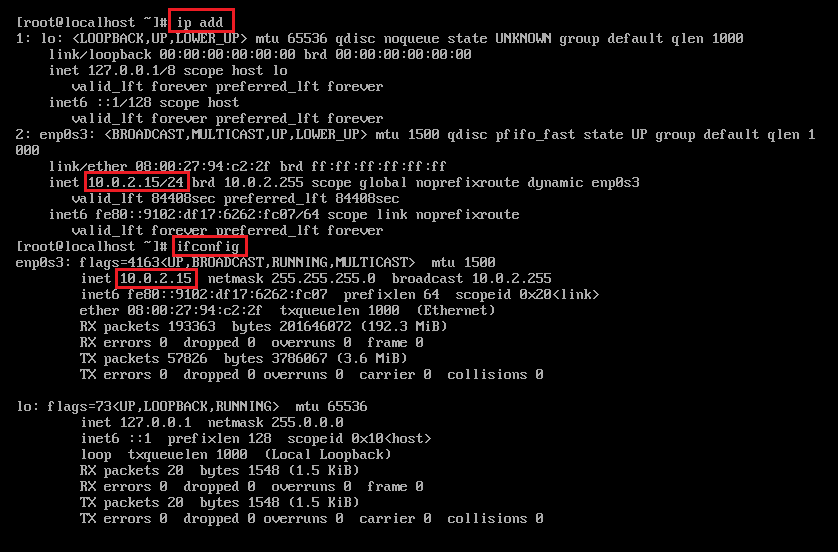 [root@localhost ~]# ip add
1: lo: <LOOPBACK,UP,LOWER_UP> mtu 65536 qdisc noqueue state UNKNOWN group default qlen 1000
link/loopback 00:00:00:00:00:00 brd 00:00:00:00:00:00
inet 127.0.0.1/8 scope host lo
valid_lft forever preferred_lft forever
inet6 ::1/128 scope host
valid_lft forever preferred_lft forever
2: enp0s3: <BROADCAST,MULTICAST,UP,LOWER_UP> mtu 1500 qdisc pfifo_fast state UP group default qlen 1
000
link/ether 08:00:27:94:c2:2f brd ff:ff:ff:ff:ff:ff
inet 10.0.2.15/24 brd 10.0.2.255 scope global noprefixroute dynamic enp0s3
valid_lft 84408sec preferred_lft 84408sec
inet6 fe80::9102:df17:6262:fc07/64 scope link noprefixroute
valid_lft forever preferred_lft forever
[root@localhost ~]# ifconfig
enp0s3: flags=4163<UP,BROADCAST,RUNNING,MULTICAST>  mtu 1500
inet 10.0.2.15  netmask 255.255.255.0  broadcast 10.0.2.255
inet6 fe80::9102:df17:6262:fc07  prefixlen 64  scopeid 0x20<link>
ether 08:00:27:94:c2:2f  txqueuelen 1000  (Ethernet)
RX packets 193363  bytes 201646072 (192.3 MiB)
RX errors 0  dropped 0  overruns 0  frame 0
TX packets 57826  bytes 3786067 (3.6 MiB)
TX errors 0  dropped 0 overruns 0  carrier 0  collisions 0
lo: flags=73<UP,LOOPBACK,RUNNING>  mtu 65536
inet 127.0.0.1  netmask 255.0.0.0
inet6 ::1  prefixlen 128  scopeid 0x10<host>
loop  txqueuelen 1000  (Local Loopback)
RX packets 20  bytes 1548 (1.5 KiB)
RX errors 0  dropped 0  overruns 0  frame 0
TX packets 20  bytes 1548 (1.5 KiB)
TX errors 0  dropped 0 overruns 0  carrier 0  collisions 0